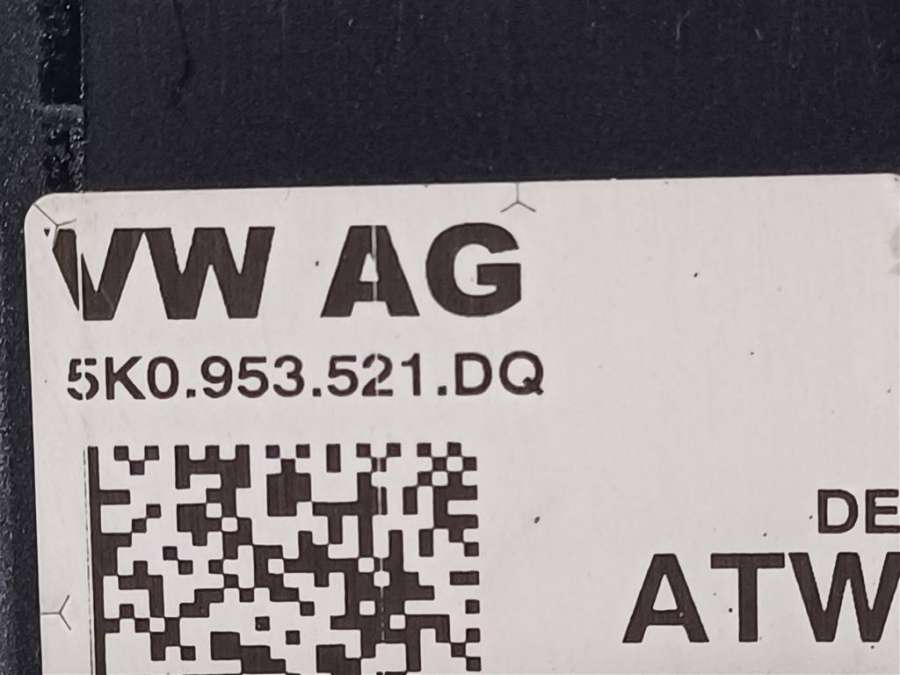 VW AG
5K0.953.521.DQ
DE
ATW